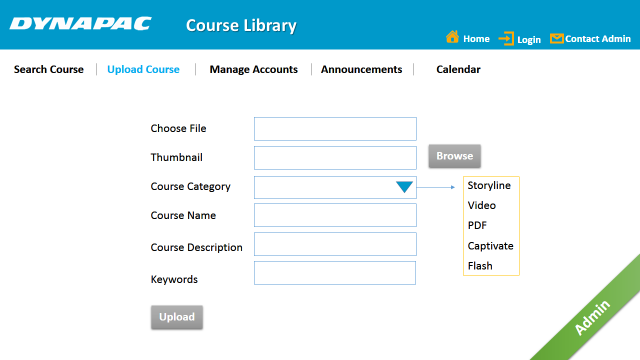 DYNAPAC Course Library
Home Login Contact Admin
Search Course Upload Course Manage Accounts Announcements Calendar
Choose File
Thumbnail Browse
Course Category
Storyline
Video
PDF
Captivate
Flash
Course Name
Course Description
Keywords
Upload
Admin